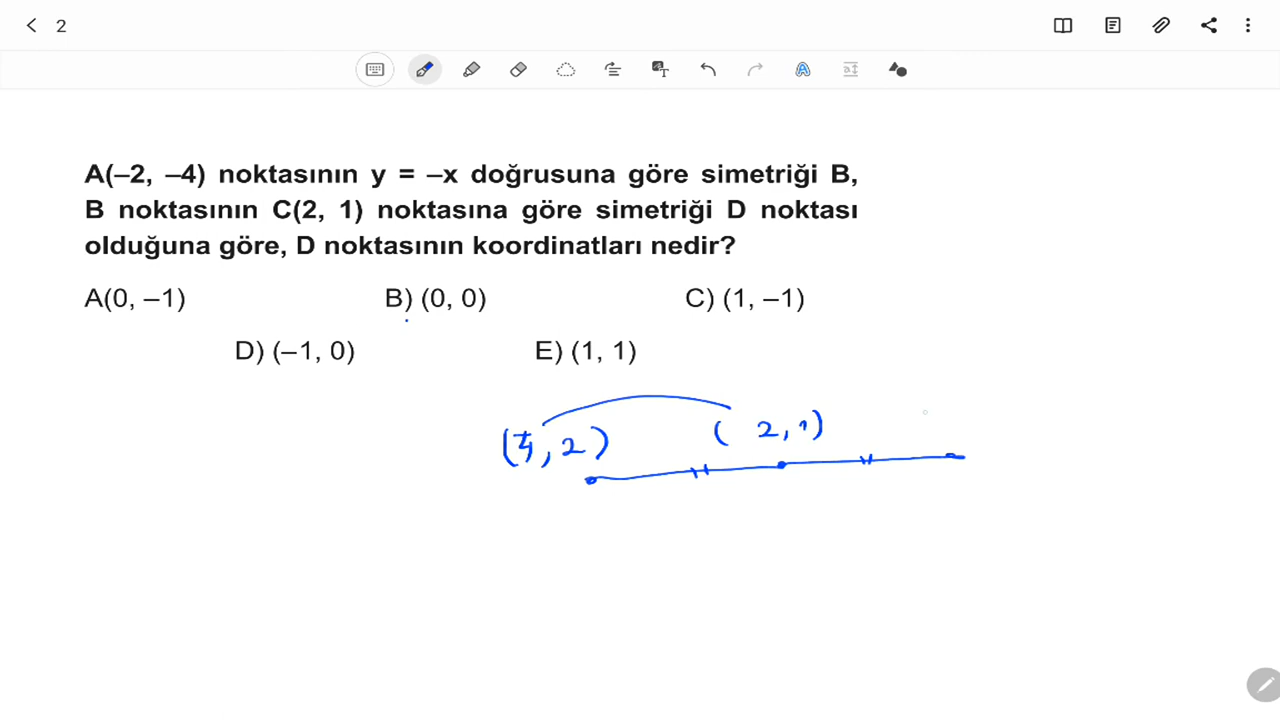 2
A(–2, –4) noktasının y = –x doğrusuna göre simetriği B,
B noktasının C(2, 1) noktasına göre simetriği D noktası
olduğuna göre, D noktasının koordinatları nedir?
A(0, –1) B) (0, 0) C) (1, –1)
D) (–1, 0) E) (1, 1)
(4, 2) (2, 1)